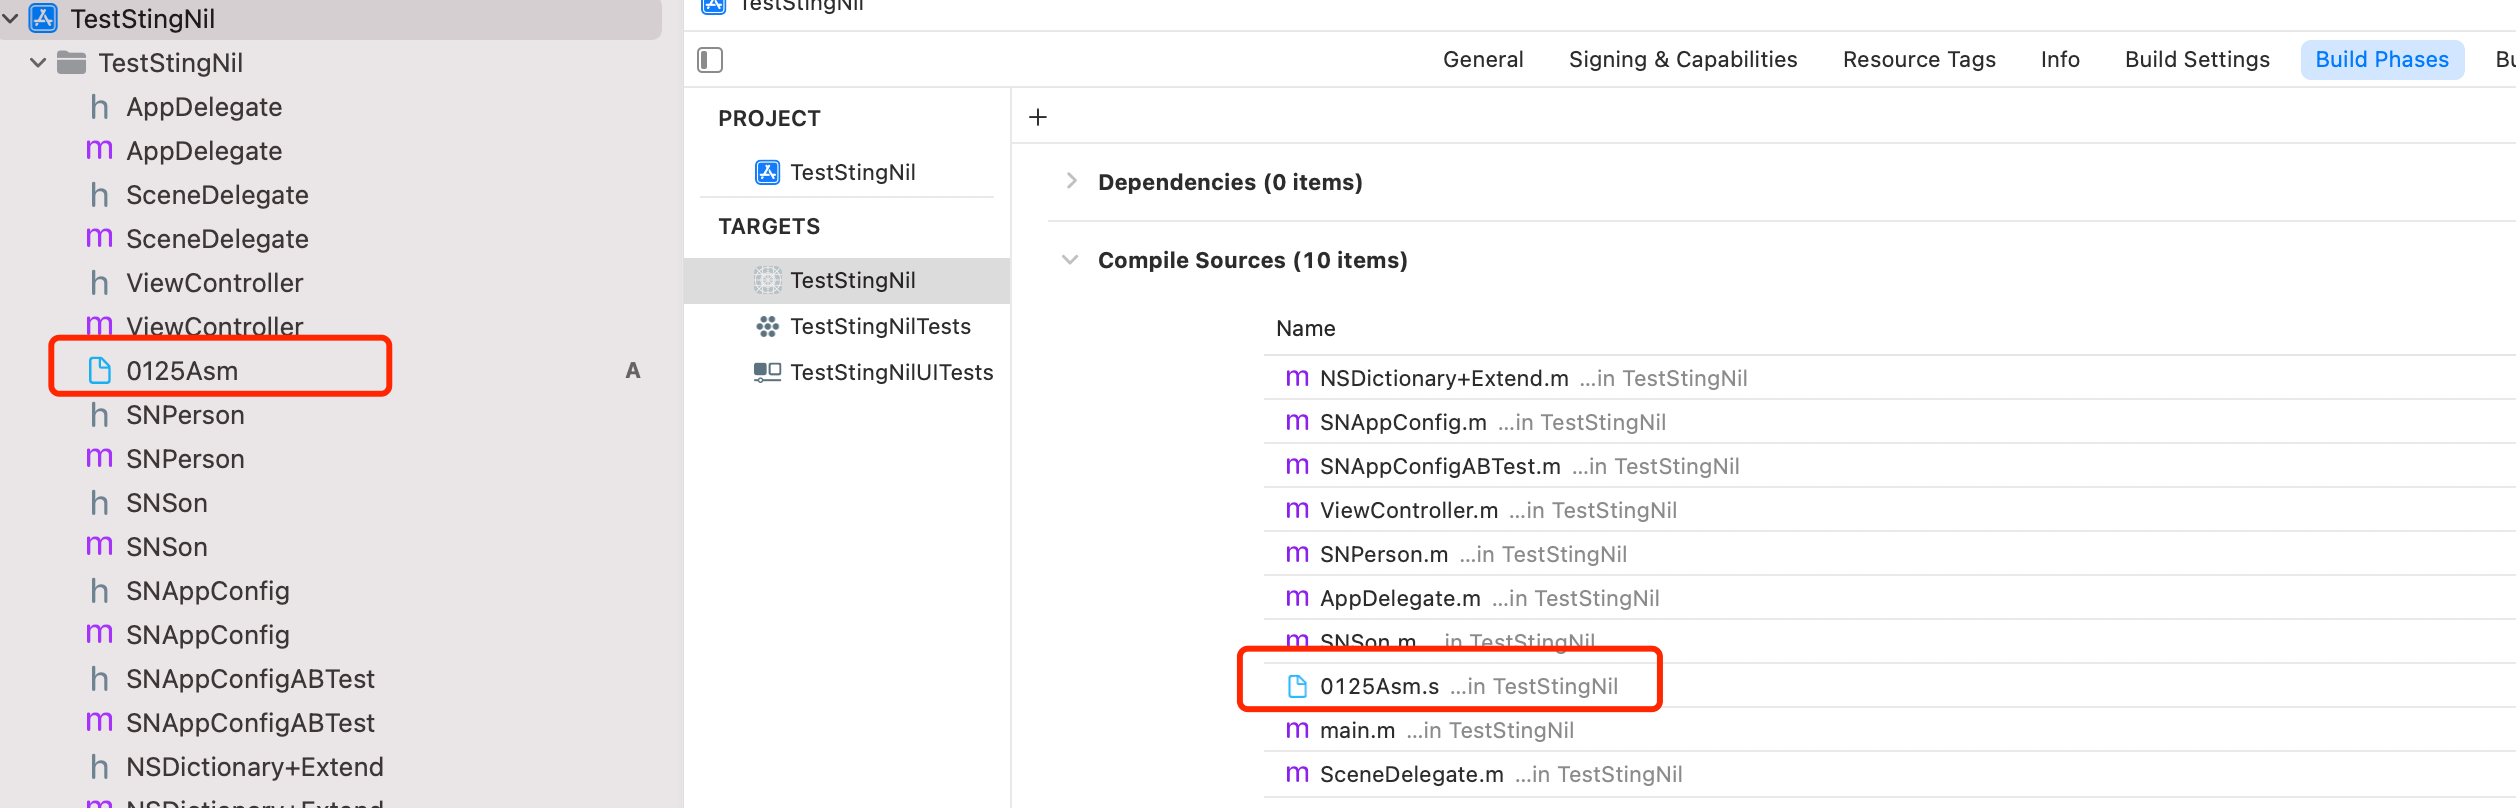 TestStingNil
TestStingNil
h AppDelegate
m AppDelegate
h SceneDelegate
m SceneDelegate
h ViewController
m ViewController
0125Asm A
h SNPerson
m SNPerson
h SNSon
m SNSon
h SNAppConfig
m SNAppConfig
h SNAppConfigABTest
m SNAppConfigABTest
h NSDictionary+Extend
m NSDictionary+Extend
TestStingNil
General Signing & Capabilities Resource Tags Info Build Settings Build Phases Bu
PROJECT
TestStingNil
TARGETS
TestStingNil
TestStingNilTests
TestStingNilUITests
+
Dependencies (0 items)
Compile Sources (10 items)
Name
m NSDictionary+Extend.m ...in TestStingNil
m SNAppConfig.m ...in TestStingNil
m SNAppConfigABTest.m ...in TestStingNil
m ViewController.m ...in TestStingNil
m SNPerson.m ...in TestStingNil
m AppDelegate.m ...in TestStingNil
m SNSon.m ...in TestStingNil
0125Asm.s ...in TestStingNil
m main.m ...in TestStingNil
m SceneDelegate.m ...in TestStingNil